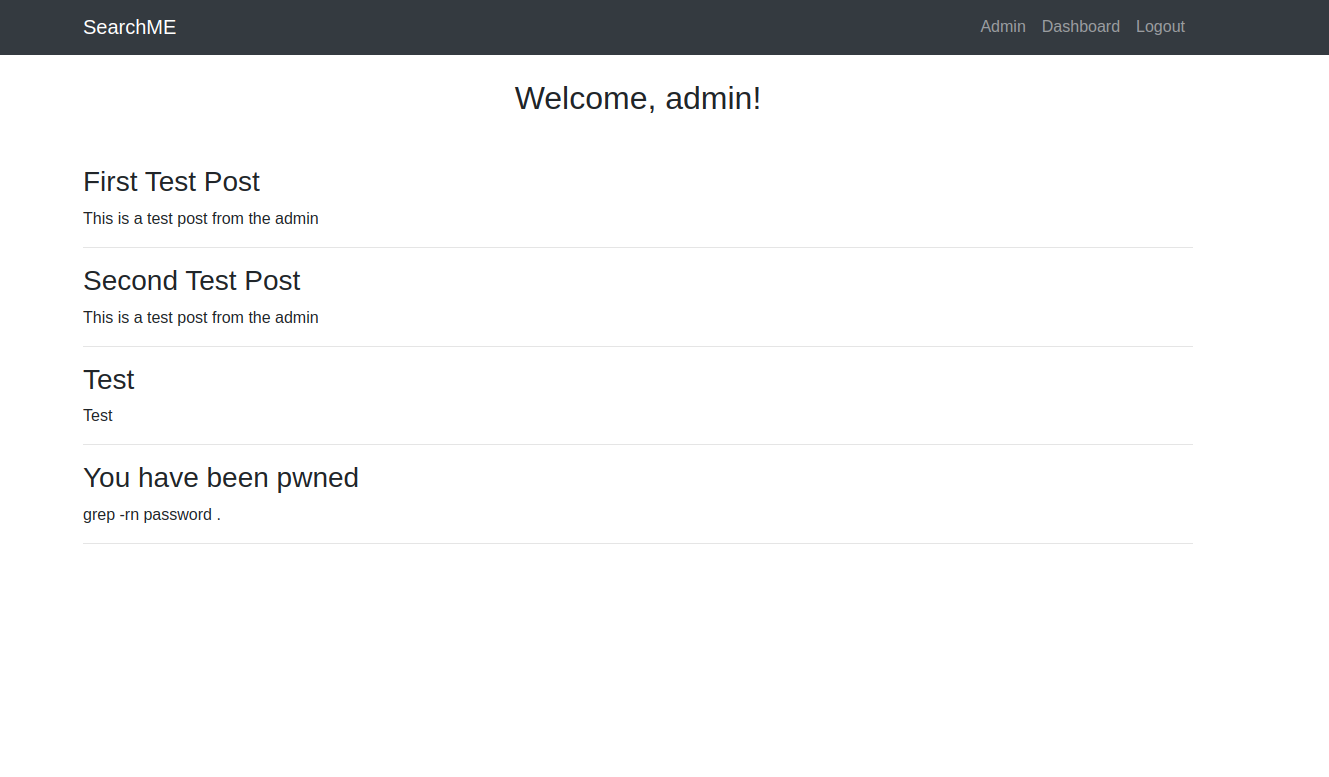 SearchME
Admin Dashboard Logout
Welcome, admin!
First Test Post
This is a test post from the admin
Second Test Post
This is a test post from the admin
Test
Test
You have been pwned
grep -rn password .